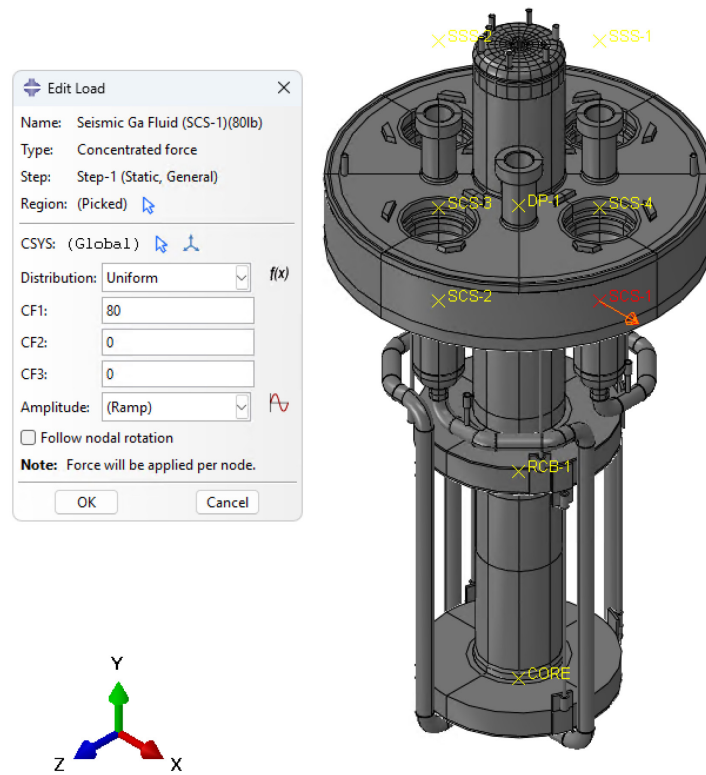 Edit Load
Name: Seismic Ga Fluid (SCS-1)(80lb)
Type: Concentrated force
Step: Step-1 (Static, General)
Region: (Picked)
CSYS: (Global)
Distribution: Uniform f(x)
CF1: 80
CF2: 0
CF3: 0
Amplitude: (Ramp)
Follow nodal rotation
Note: Force will be applied per node.
OK Cancel
SSS-2 SSS-1
SCS-3 DP-1 SCS-4
SCS-2 SCS-1
RCB-1
CORE
Y
Z X